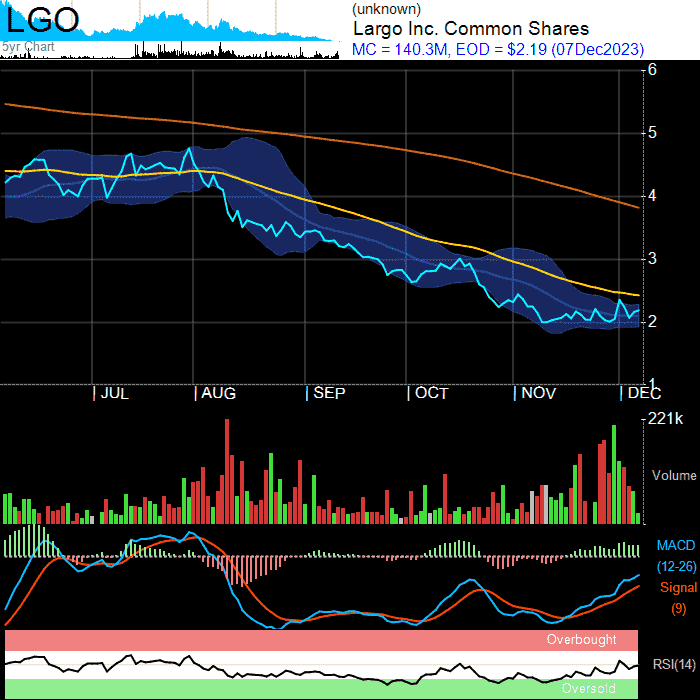 LGO
5yr Chart
(unknown)
Largo Inc. Common Shares
MC = 140.3M, EOD = $2.19 (07Dec2023)
6
5
4
3
2
1
JUL AUG SEP OCT NOV DEC
221k
Volume
MACD
(12-26)
Signal
(9)
Overbought
RSI(14)
Oversold